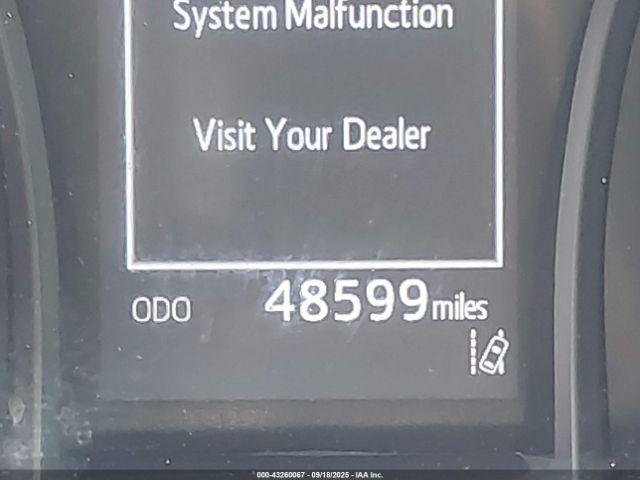 System Malfunction
Visit Your Dealer
ODO 48599 miles
000-43260067 - 09/18/2025 - IAA Inc.